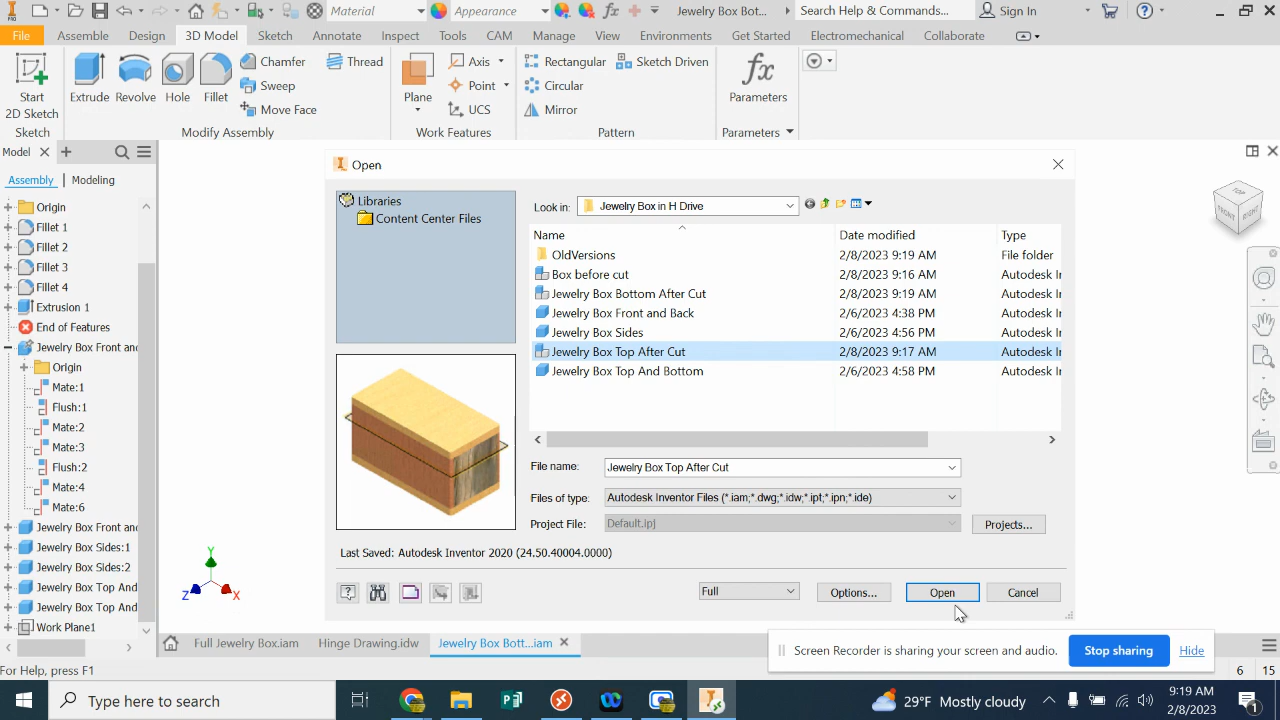 Material
Appearance
Jewelry Box Bot...
Search Help & Commands...
Sign In
File
Assemble
Design
3D Model
Sketch
Annotate
Inspect
Tools
CAM
Manage
View
Environments
Get Started
Electromechanical
Collaborate
Start
2D Sketch
Extrude
Revolve
Hole
Fillet
Chamfer
Sweep
Move Face
Thread
Plane
Axis
Point
UCS
Rectangular
Sketch Driven
Circular
Mirror
Parameters
Sketch
Modify Assembly
Work Features
Pattern
Parameters
Model
Assembly
Modeling
Origin
Fillet 1
Fillet 2
Fillet 3
Fillet 4
Extrusion 1
End of Features
Jewelry Box Front and
Origin
Mate:1
Flush:1
Mate:2
Mate:3
Flush:2
Mate:4
Mate:6
Jewelry Box Front and
Jewelry Box Sides:1
Jewelry Box Sides:2
Jewelry Box Top And
Jewelry Box Top And
Work Plane1
Open
Libraries
Content Center Files
Look in: Jewelry Box in H Drive
Name Date modified Type
OldVersions 2/8/2023 9:19 AM File folder
Box before cut 2/8/2023 9:16 AM Autodesk Ir
Jewelry Box Bottom After Cut 2/8/2023 9:19 AM Autodesk Ir
Jewelry Box Front and Back 2/6/2023 4:38 PM Autodesk Ir
Jewelry Box Sides 2/6/2023 4:56 PM Autodesk Ir
Jewelry Box Top After Cut 2/8/2023 9:17 AM Autodesk Ir
Jewelry Box Top And Bottom 2/6/2023 4:58 PM Autodesk Ir
File name: Jewelry Box Top After Cut
Files of type: Autodesk Inventor Files (*.iam;*.dwg;*.idw;*.ipt;*.ipn;*.ide)
Project File: Default.ipj
Projects...
Last Saved: Autodesk Inventor 2020 (24.50.40004.0000)
Full
Options...
Open
Cancel
TOP
FRONT
RIGHT
Y
Z
X
Full Jewelry Box.iam
Hinge Drawing.idw
Jewelry Box Bott...iam
Screen Recorder is sharing your screen and audio.
Stop sharing
Hide
For Help, press F1
6 15
Type here to search
29°F Mostly cloudy
9:19 AM
2/8/2023
1